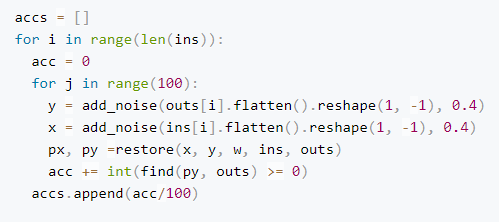 accs = []
for i in range(len(ins)):
  acc = 0
  for j in range(100):
    y = add_noise(outs[i].flatten().reshape(1, -1), 0.4)
    x = add_noise(ins[i].flatten().reshape(1, -1), 0.4)
    px, py =restore(x, y, w, ins, outs)
    acc += int(find(py, outs) >= 0)
  accs.append(acc/100)